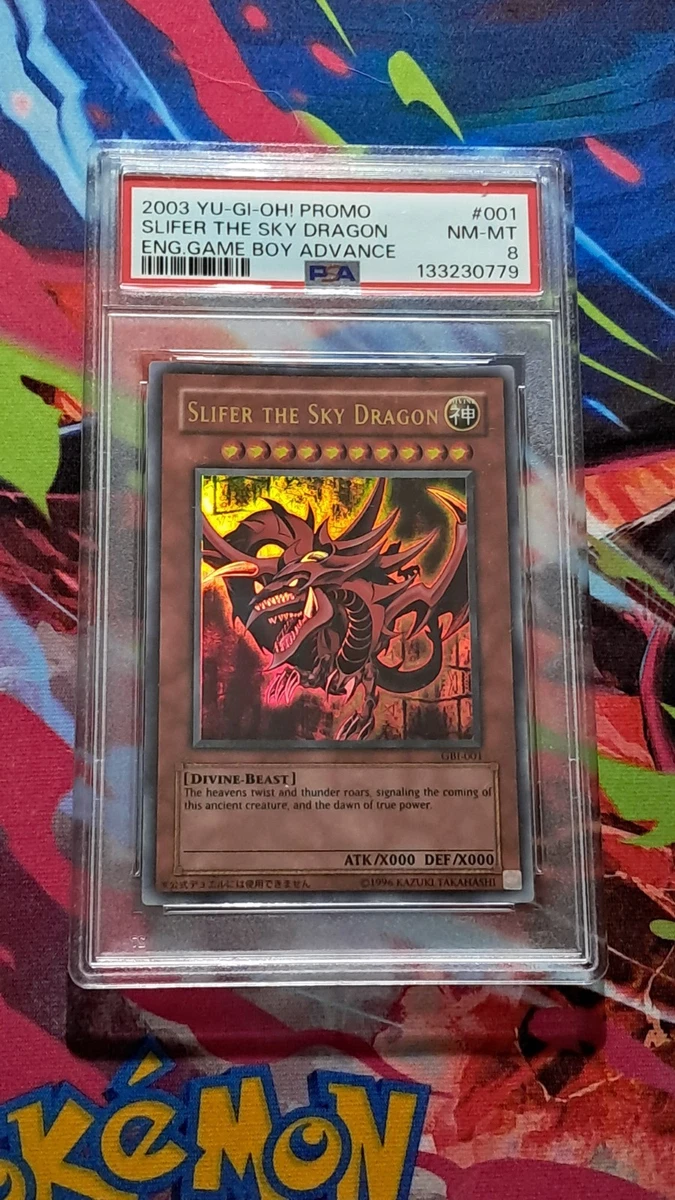 2003 YU-GI-OH! PROMO #001
SLIFER THE SKY DRAGON NM-MT
ENG.GAME BOY ADVANCE 8
PSA 133230779
SLIFER THE SKY DRAGON
DIVINE
神
GBI-001
[DIVINE-BEAST]
The heavens twist and thunder roars, signaling the coming of
this ancient creature, and the dawn of true power.
ATK/X000 DEF/X000
※公式デュエルには使用できません ©1996 KAZUKI TAKAHASHI
POKéMON